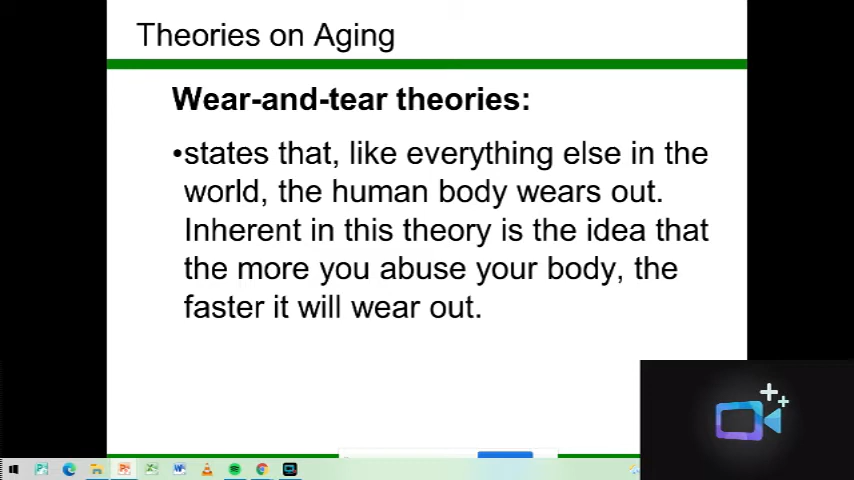 Theories on Aging
Wear-and-tear theories:
•states that, like everything else in the
world, the human body wears out.
Inherent in this theory is the idea that
the more you abuse your body, the
faster it will wear out.